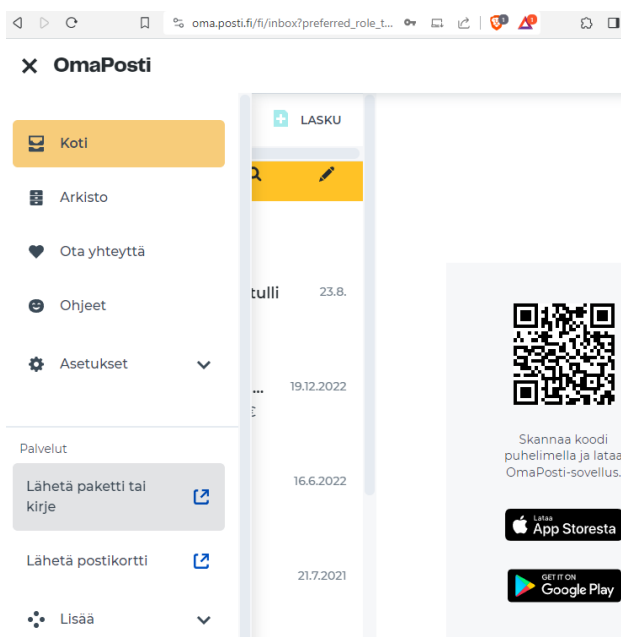 oma.posti.fi/fi/inbox?preferred_role_t...
OmaPosti
LASKU
Koti
Arkisto
Ota yhteyttä
tulli 23.8.
Ohjeet
Asetukset
... 19.12.2022
€
Palvelut
Lähetä paketti tai
kirje
16.6.2022
Lähetä postikortti
21.7.2021
Lisää
Skannaa koodi
puhelimella ja lataa
OmaPosti-sovellus.
Lataa
App Storesta
GET IT ON
Google Play